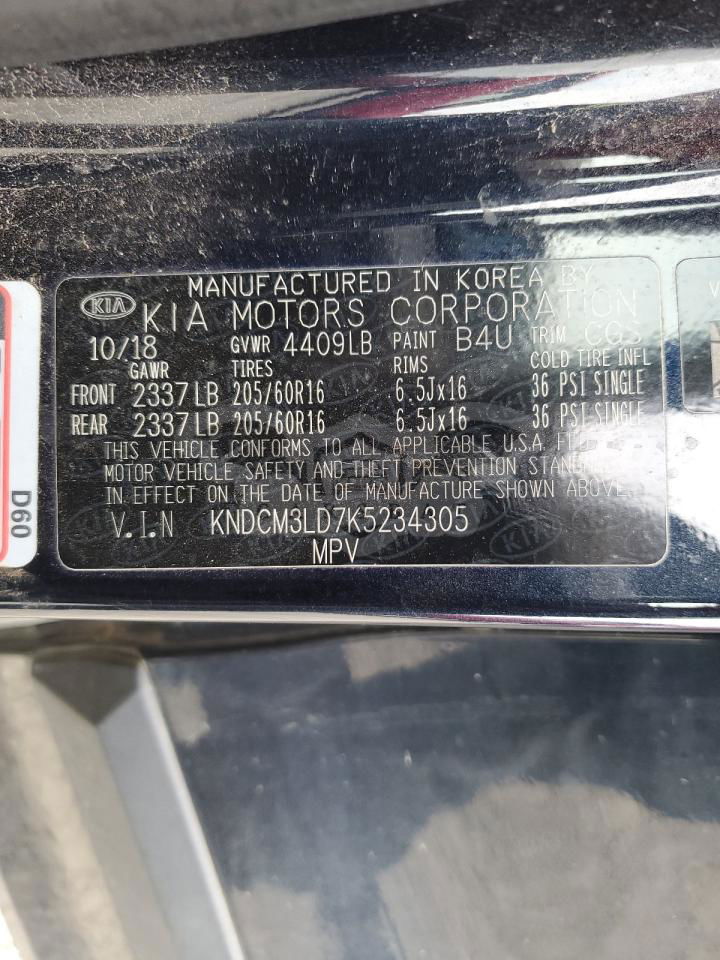 MANUFACTURED IN KOREA BY
KIA KIA MOTORS CORPORATION
10/18 GVWR 4409LB PAINT B4U TRIM CGS
GAWR TIRES RIMS COLD TIRE INFL
FRONT 2337LB 205/60R16 6.5Jx16 36 PSI SINGLE
REAR 2337LB 205/60R16 6.5Jx16 36 PSI SINGLE
THIS VEHICLE CONFORMS TO ALL APPLICABLE U.S.A.
MOTOR VEHICLE SAFETY AND THEFT PREVENTION
IN EFFECT ON THE DATE OF MANUFACTURE SHOWN ABOVE.
V.I.N KNDCM3LD7K5234305
MPV
D60